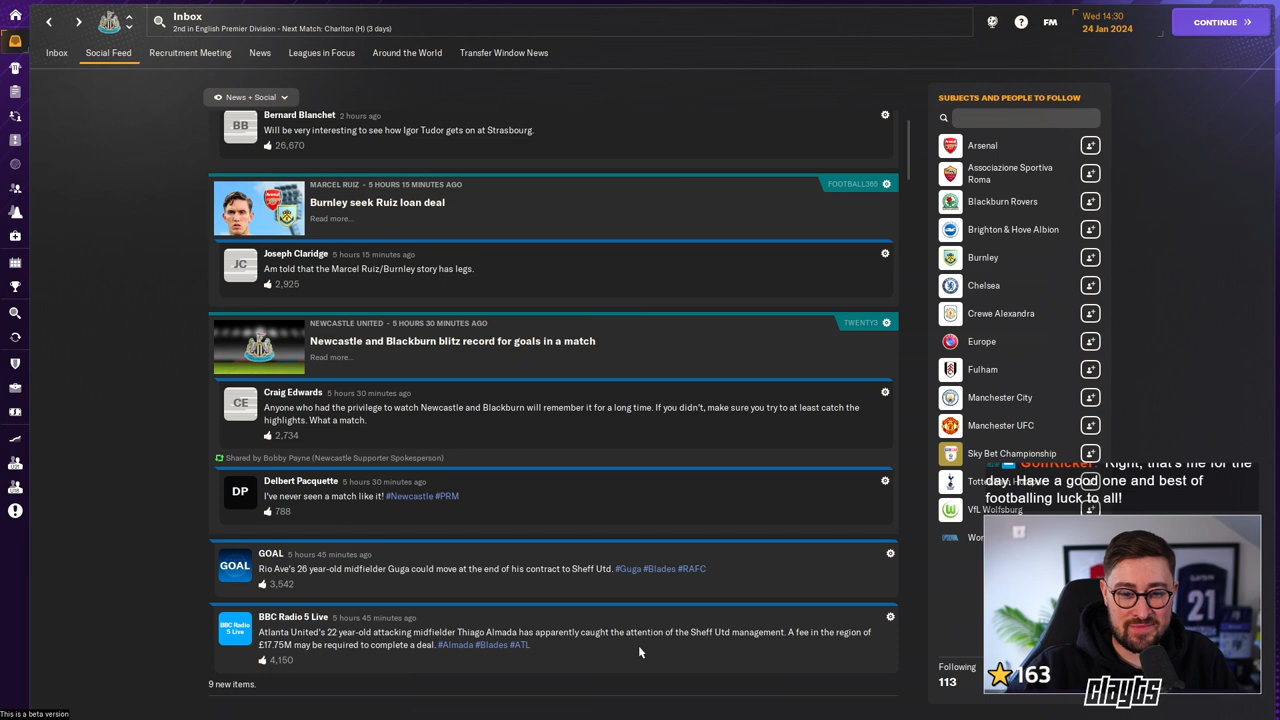 Inbox
2nd in English Premier Division - Next Match: Charlton (H) (3 days)
FM
Wed 14:30
24 Jan 2024
CONTINUE
Inbox
Social Feed
Recruitment Meeting
News
Leagues in Focus
Around the World
Transfer Window News
News + Social
BB
Bernard Blanchet 2 hours ago
Will be very interesting to see how Igor Tudor gets on at Strasbourg.
26,670
MARCEL RUIZ - 5 HOURS 15 MINUTES AGO
FOOTBALL365
Burnley seek Ruiz loan deal
Read more...
JC
Joseph Claridge 5 hours 15 minutes ago
Am told that the Marcel Ruiz/Burnley story has legs.
2,925
NEWCASTLE UNITED - 5 HOURS 30 MINUTES AGO
TWENTY3
Newcastle and Blackburn blitz record for goals in a match
Read more...
CE
Craig Edwards 5 hours 30 minutes ago
Anyone who had the privilege to watch Newcastle and Blackburn will remember it for a long time. If you didn't, make sure you try to at least catch the
highlights. What a match.
2,734
Shared by Bobby Payne (Newcastle Supporter Spokesperson)
DP
Delbert Pacquette 5 hours 30 minutes ago
I've never seen a match like it! #Newcastle #PRM
788
GOAL
GOAL 5 hours 45 minutes ago
Rio Ave's 26 year-old midfielder Guga could move at the end of his contract to Sheff Utd. #Guga #Blades #RAFC
3,542
BBC Radio
5 Live
BBC Radio 5 Live 5 hours 45 minutes ago
Atlanta United's 22 year-old attacking midfielder Thiago Almada has apparently caught the attention of the Sheff Utd management. A fee in the region of
£17.75M may be required to complete a deal. #Almada #Blades #ATL
4,150
9 new items.
SUBJECTS AND PEOPLE TO FOLLOW
Arsenal
Associazione Sportiva
Roma
Blackburn Rovers
Brighton & Hove Albion
Burnley
Chelsea
Crewe Alexandra
Europe
Fulham
Manchester City
Manchester UFC
Sky Bet Championship
VfL Wolfsburg
FIFA
Following
113
GolfKicker: Right, that's me for the
day. Have a good one and best of
footballing luck to all!
21
163
clayts
This is a beta version